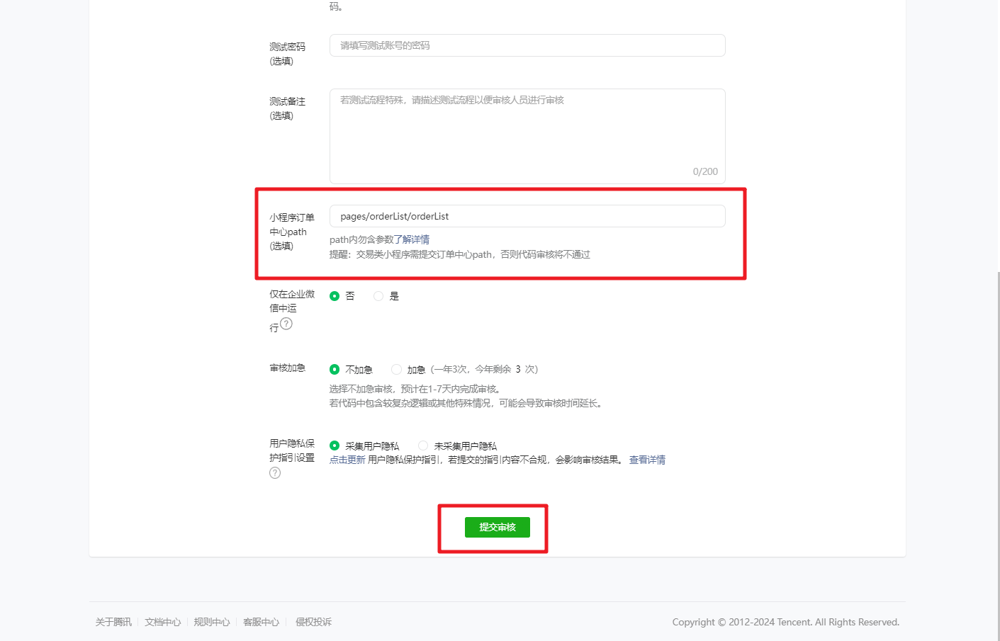 码。
测试密码
(选填)
请填写测试账号的密码
测试备注
(选填)
若测试流程特殊，请描述测试流程以便审核人员进行审核
0/200
小程序订单
中心path
(选填)
pages/orderList/orderList
path内勿含参数了解详情
提醒：交易类小程序需提交订单中心path，否则代码审核将不通过
仅在企业微
信中运
行?
否 是
审核加急
不加急 加急（一年3次，今年剩余 3 次）
选择不加急审核，预计在1-7天内完成审核。
若代码中包含较复杂逻辑或其他特殊情况，可能会导致审核时间延长。
用户隐私保
护指引设置
?
采集用户隐私 未采集用户隐私
点击更新 用户隐私保护指引，若提交的指引内容不合规，会影响审核结果。 查看详情
提交审核
关于腾讯 文档中心 规则中心 客服中心 侵权投诉
Copyright © 2012-2024 Tencent. All Rights Reserved.